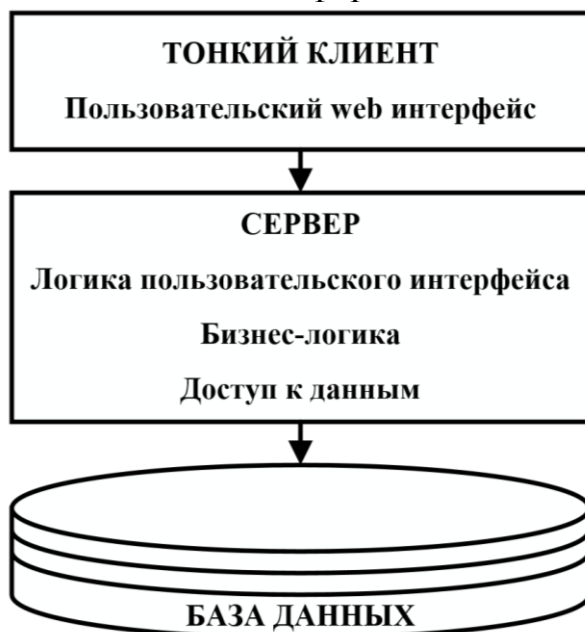 ТОНКИЙ КЛИЕНТ
Пользовательский web интерфейс
СЕРВЕР
Логика пользовательского интерфейса
Бизнес-логика
Доступ к данным
БАЗА ДАННЫХ